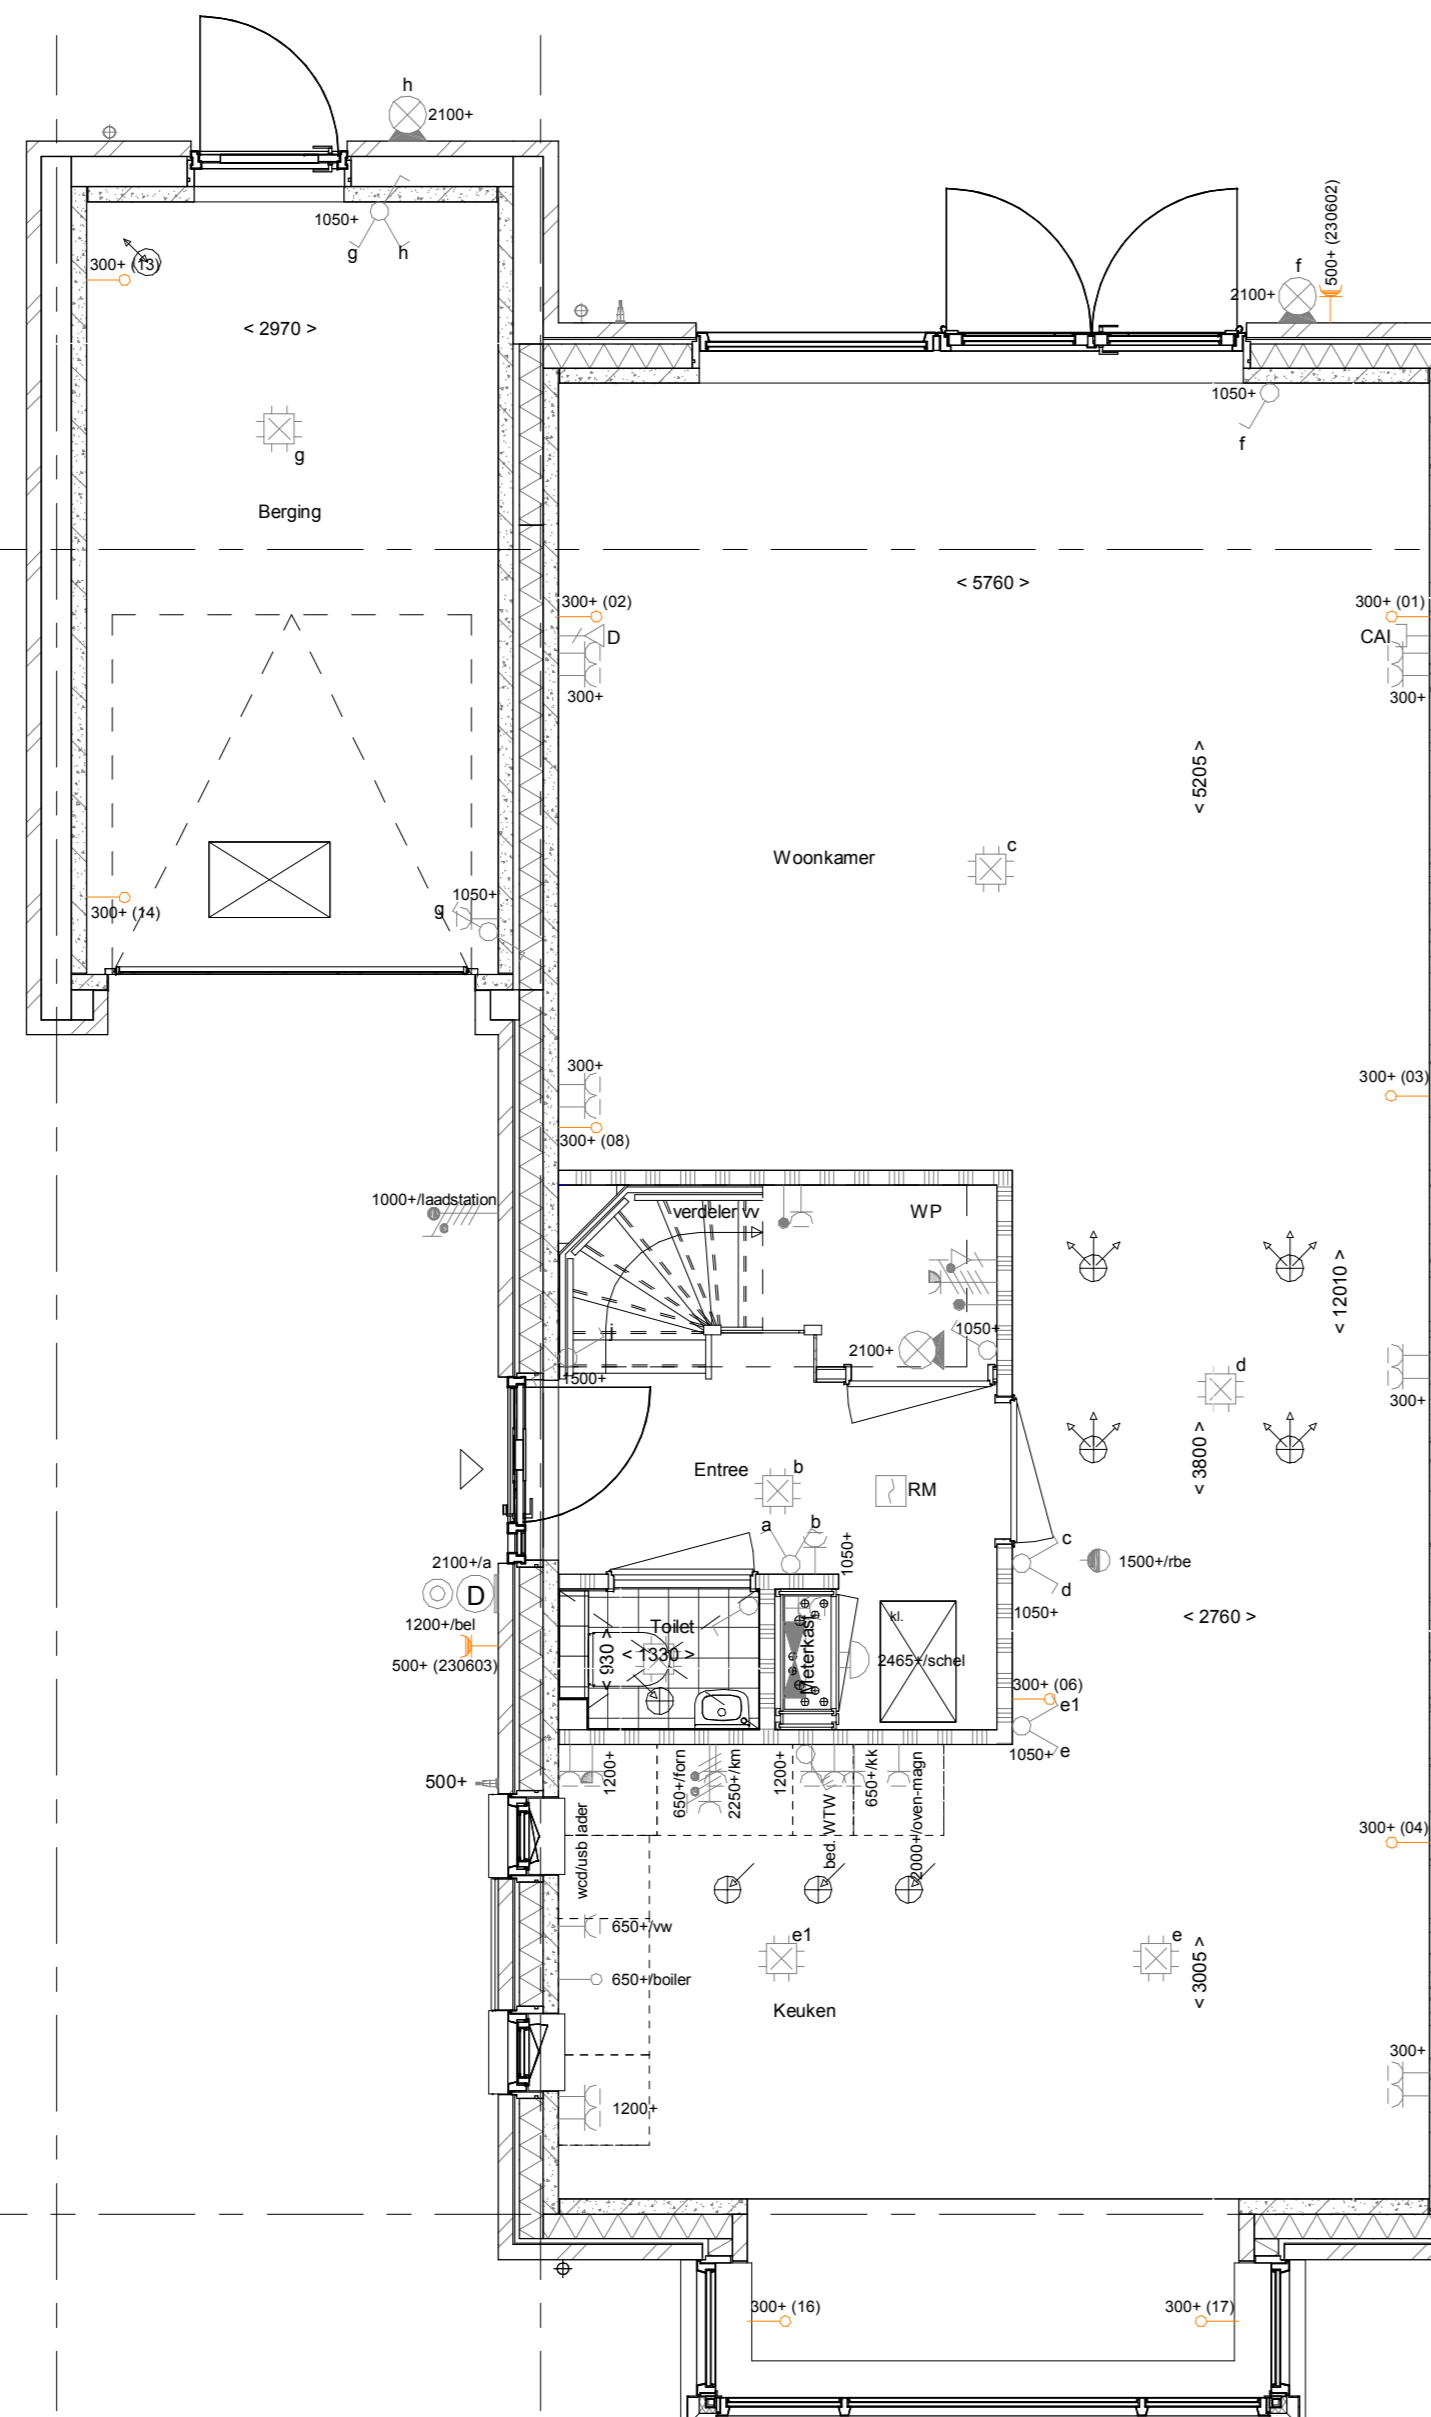 h
2100+
1050+
g
h
300+ (13)
< 2970 >
g
Berging
f
2100+
500+ (230602)
1050+
f
< 5760 >
300+ (02)
D
300+
300+ (01)
CAI
300+
< 5205 >
Woonkamer
c
1050+
g
300+ (14)
300+
300+ (08)
300+ (03)
1000+/laadstation
verdeler vv
WP
< 12010 >
j
1500+
2100+
1050+
d
300+
< 3800 >
Entree
b
RM
a
b
1050+
c
d
1050+
1500+/rbe
2100+/a
D
1200+/bel
500+ (230603)
Toilet
< 930 >
< 1330 >
Meterkast
kl.
2465+/schel
< 2760 >
300+ (06)
e1
1050+
e
500+
1200+
wcd/usb lader
650+/forn
2250+/km
1200+
bed. WTW
650+/kk
2000+/oven-magn
300+ (04)
650+/vw
e1
e
650+/boiler
< 3005 >
Keuken
300+
1200+
300+ (16)
300+ (17)